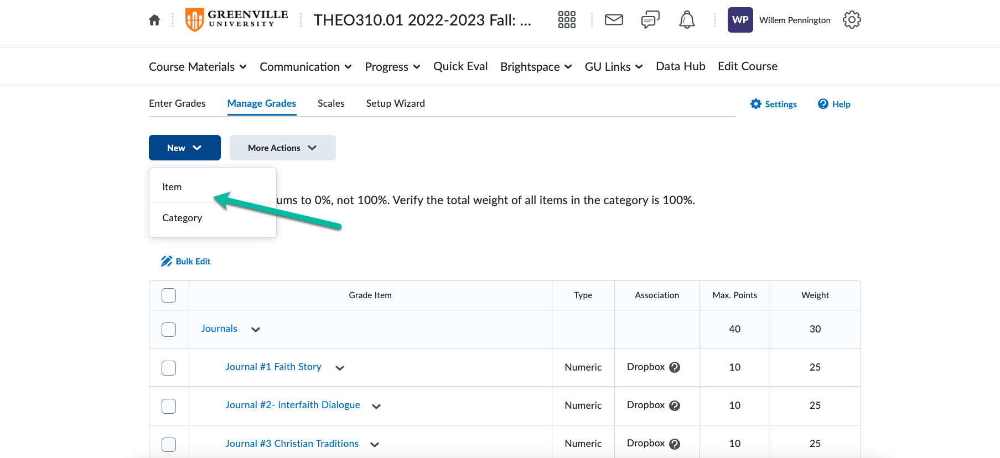 GREENVILLE
UNIVERSITY
THEO310.01 2022-2023 Fall: ...
WP
Willem Pennington
Course Materials
Communication
Progress
Quick Eval
Brightspace
GU Links
Data Hub
Edit Course
Enter Grades
Manage Grades
Scales
Setup Wizard
Settings
Help
New
More Actions
Item
Category
ums to 0%, not 100%. Verify the total weight of all items in the category is 100%.
Bulk Edit
Grade Item Type Association Max. Points Weight
Journals 40 30
Journal #1 Faith Story Numeric Dropbox 10 25
Journal #2- Interfaith Dialogue Numeric Dropbox 10 25
Journal #3 Christian Traditions Numeric Dropbox 10 25